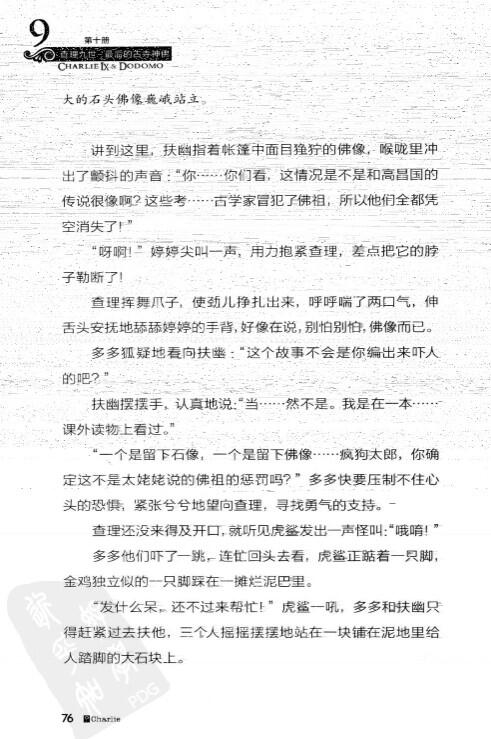 9
第十册
查理九世·最后的古寺神佛
CHARLIE IX & DODOMO
大的石头佛像巍峨站立。
讲到这里，扶幽指着帐篷中面目狰狞的佛像，喉咙里冲
出了颤抖的声音：“你……你们看，这情况是不是和高昌国的
传说很像啊？这些考……古学家冒犯了佛祖，所以他们全都凭
空消失了！”
“呀啊！”婷婷尖叫一声，用力抱紧查理，差点把它的脖
子勒断了！
查理挥舞爪子，使劲儿挣扎出来，呼呼喘了两口气，伸
舌头安抚地舔舔婷婷的手背，好像在说，别怕别怕，佛像而已。
多多狐疑地看向扶幽：“这个故事不会是你编出来吓人
的吧？”
扶幽摆摆手，认真地说：“当……然不是。我是在一本……
课外读物上看过。”
“一个是留下石像，一个是留下佛像……疯狗太郎，你确
定这不是太姥姥说的佛祖的惩罚吗？”多多快要压制不住心
头的恐惧，紧张兮兮地望向查理，寻找勇气的支持。
查理还没来得及开口，就听见虎鲨发出一声怪叫：“哦唷！”
多多他们吓了一跳，连忙回头去看，虎鲨正踮着一只脚，
金鸡独立似的一只脚踩在一摊烂泥巴里。
“发什么呆，还不过来帮忙！”虎鲨一吼，多多和扶幽只
得赶紧过去扶他，三个人摇摇摆摆地站在一块铺在泥地里给
人踏脚的大石块上。
PDG
76 Charlie